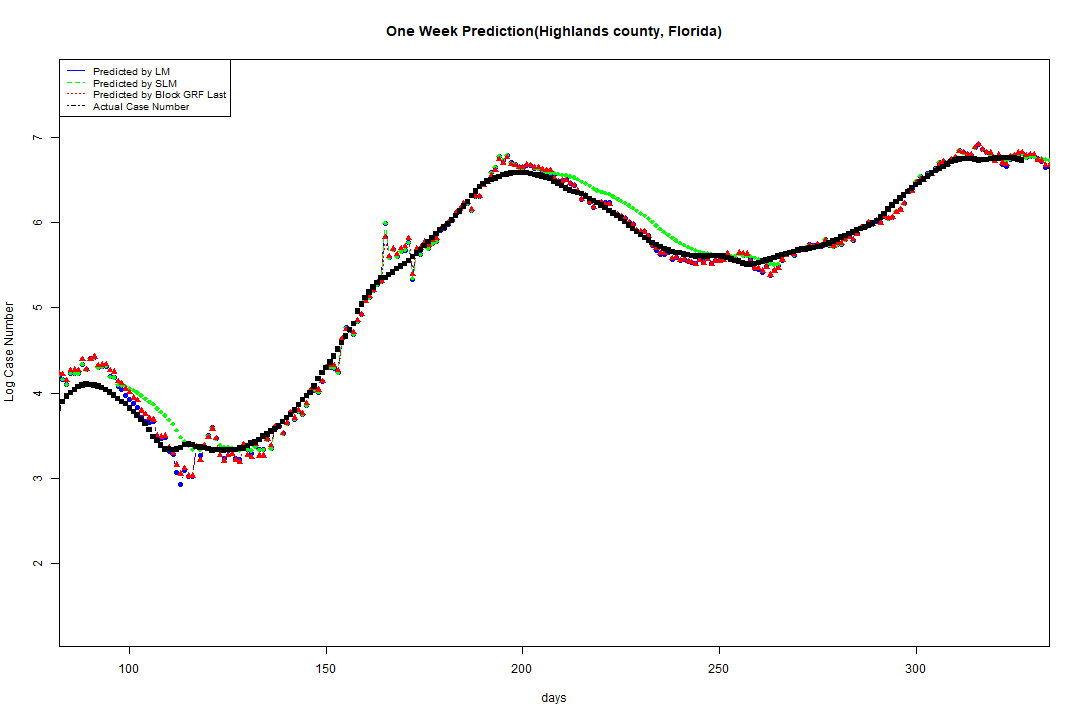 One Week Prediction(Highlands county, Florida)
Predicted by LM
Predicted by SLM
Predicted by Block GRF Last
Actual Case Number
7
6
5
4
3
2
Log Case Number
100 150 200 250 300
days